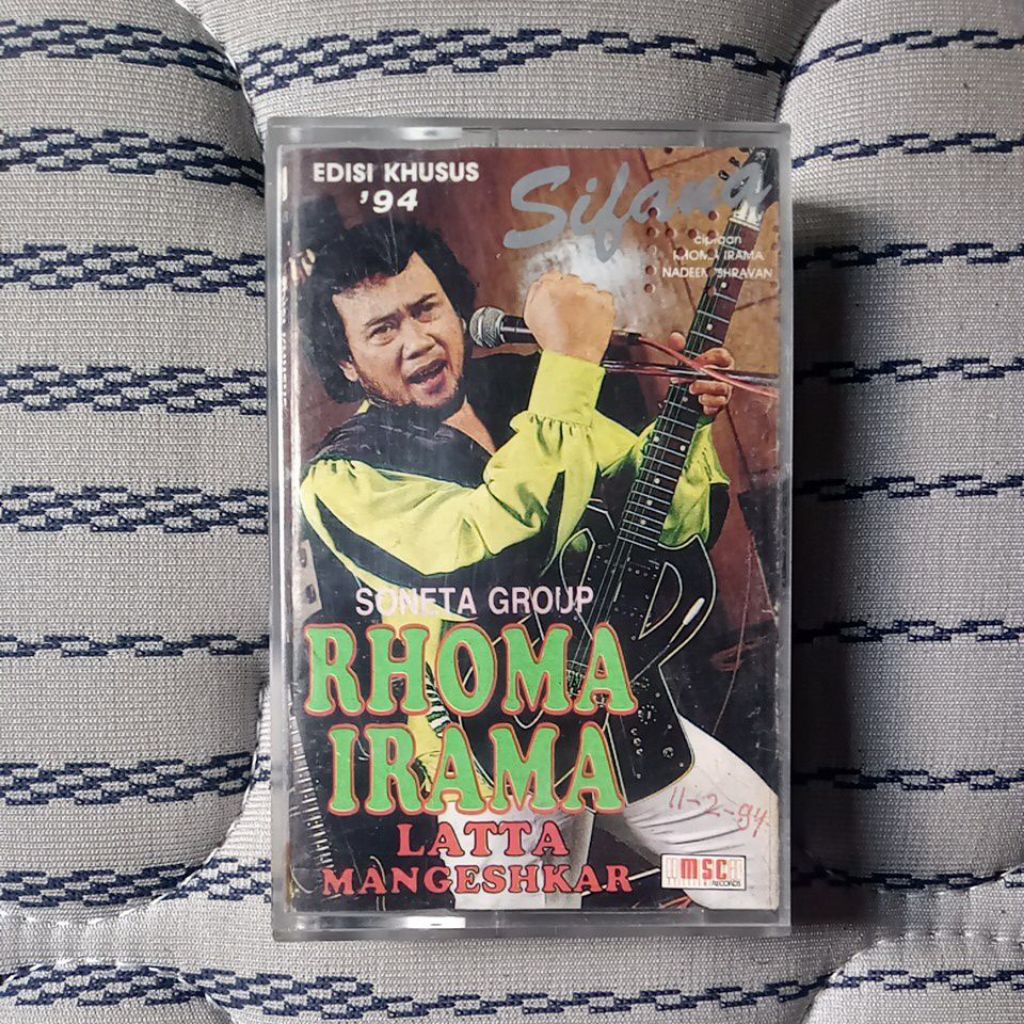 EDISI KHUSUS
'94
Sifana
ciptaan
RHOMA IRAMA
NADEEM SHRAVAN
SONETA GROUP
RHOMA
IRAMA
LATTA
MANGESHKAR
11-2-94
MSC
RECORDS